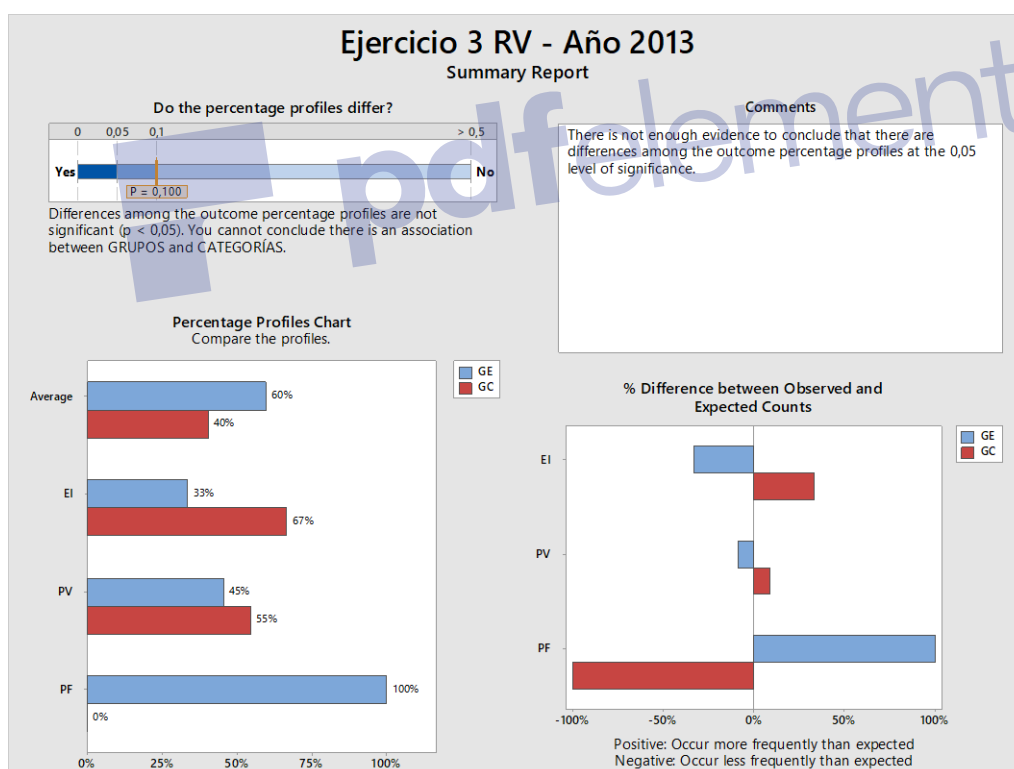 Ejercicio 3 RV - Año 2013
Summary Report
Do the percentage profiles differ?
0 0,05 0,1 > 0,5
Yes No
P = 0,100
Differences among the outcome percentage profiles are not
significant (p < 0,05). You cannot conclude there is an association
between GRUPOS and CATEGORÍAS.
Comments
There is not enough evidence to conclude that there are
differences among the outcome percentage profiles at the 0,05
level of significance.
pdfelement
Percentage Profiles Chart
Compare the profiles.
GE
GC
Average
60%
40%
EI
33%
67%
PV
45%
55%
PF
100%
0%
0% 25% 50% 75% 100%
% Difference between Observed and
Expected Counts
GE
GC
EI
PV
PF
-100% -50% 0% 50% 100%
Positive: Occur more frequently than expected
Negative: Occur less frequently than expected